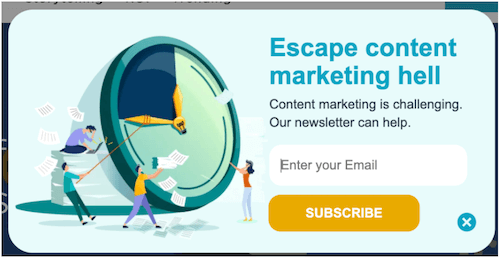 Escape content
marketing hell
Content marketing is challenging.
Our newsletter can help.
Enter your Email
SUBSCRIBE